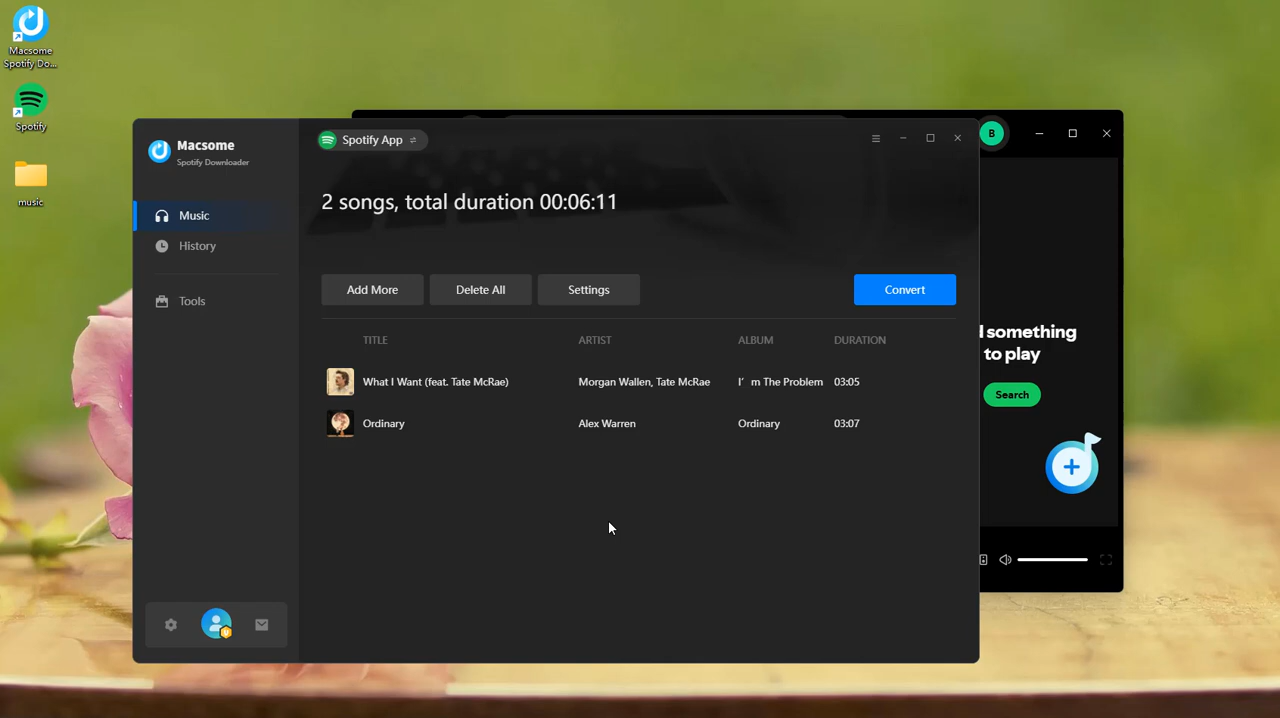 Macsome
Spotify Do...
Spotify
music
Macsome
Spotify Downloader
Music
History
Tools
Spotify App
2 songs, total duration 00:06:11
Add More
Delete All
Settings
Convert
TITLE
ARTIST
ALBUM
DURATION
What I Want (feat. Tate McRae)
Morgan Wallen, Tate McRae
I’ m The Problem
03:05
Ordinary
Alex Warren
Ordinary
03:07
B
something
to play
Search